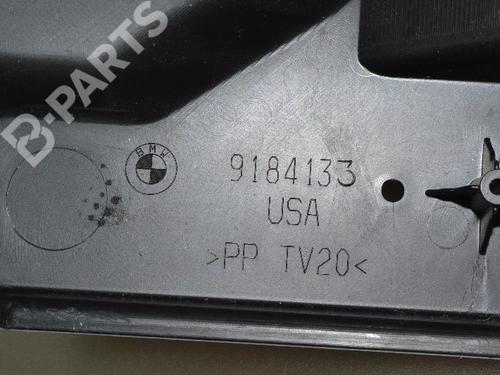 B-PARTS
BMW
9184133
USA
>PP TV20<